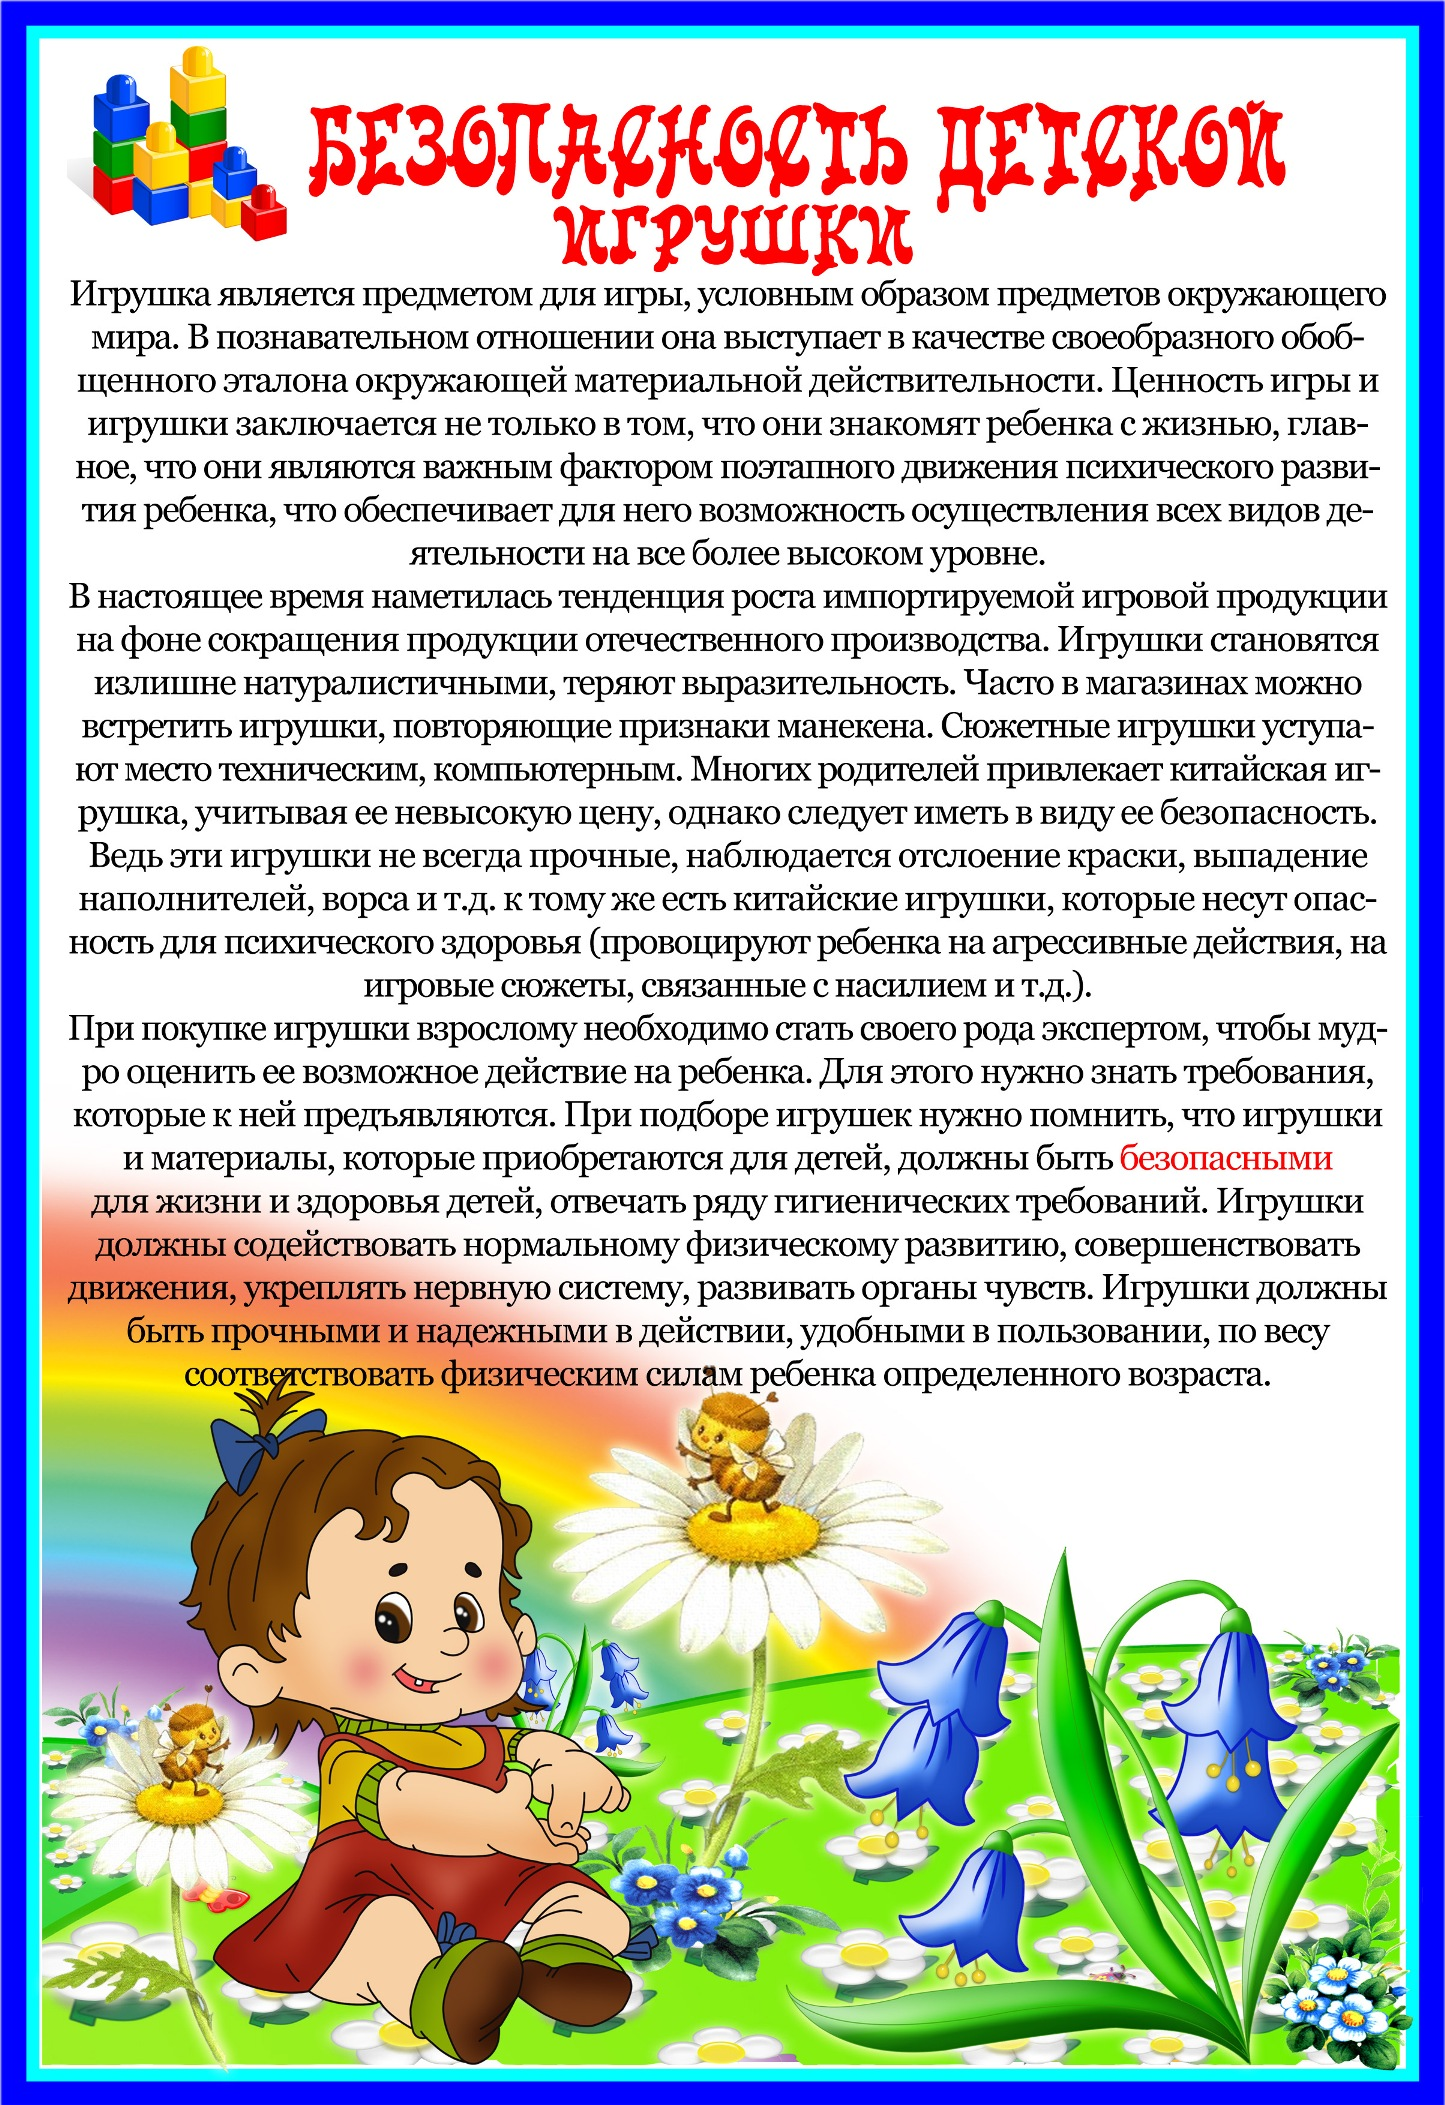 БЕЗОПАСНОСТЬ ДЕТСКОЙ
ИГРУШКИ
Игрушка является предметом для игры, условным образом предметов окружающего
мира. В познавательном отношении она выступает в качестве своеобразного обоб-
щенного эталона окружающей материальной действительности. Ценность игры и
игрушки заключается не только в том, что они знакомят ребенка с жизнью, глав-
ное, что они являются важным фактором поэтапного движения психического разви-
тия ребенка, что обеспечивает для него возможность осуществления всех видов де-
ятельности на все более высоком уровне.
В настоящее время наметилась тенденция роста импортируемой игровой продукции
на фоне сокращения продукции отечественного производства. Игрушки становятся
излишне натуралистичными, теряют выразительность. Часто в магазинах можно
встретить игрушки, повторяющие признаки манекена. Сюжетные игрушки уступа-
ют место техническим, компьютерным. Многих родителей привлекает китайская иг-
рушка, учитывая ее невысокую цену, однако следует иметь в виду ее безопасность.
Ведь эти игрушки не всегда прочные, наблюдается отслоение краски, выпадение
наполнителей, ворса и т.д. к тому же есть китайские игрушки, которые несут опас-
ность для психического здоровья (провоцируют ребенка на агрессивные действия, на
игровые сюжеты, связанные с насилием и т.д.).
При покупке игрушки взрослому необходимо стать своего рода экспертом, чтобы муд-
ро оценить ее возможное действие на ребенка. Для этого нужно знать требования,
которые к ней предъявляются. При подборе игрушек нужно помнить, что игрушки
и материалы, которые приобретаются для детей, должны быть безопасными
для жизни и здоровья детей, отвечать ряду гигиенических требований. Игрушки
должны содействовать нормальному физическому развитию, совершенствовать
движения, укреплять нервную систему, развивать органы чувств. Игрушки должны
быть прочными и надежными в действии, удобными в пользовании, по весу
соответствовать физическим силам ребенка определенного возраста.